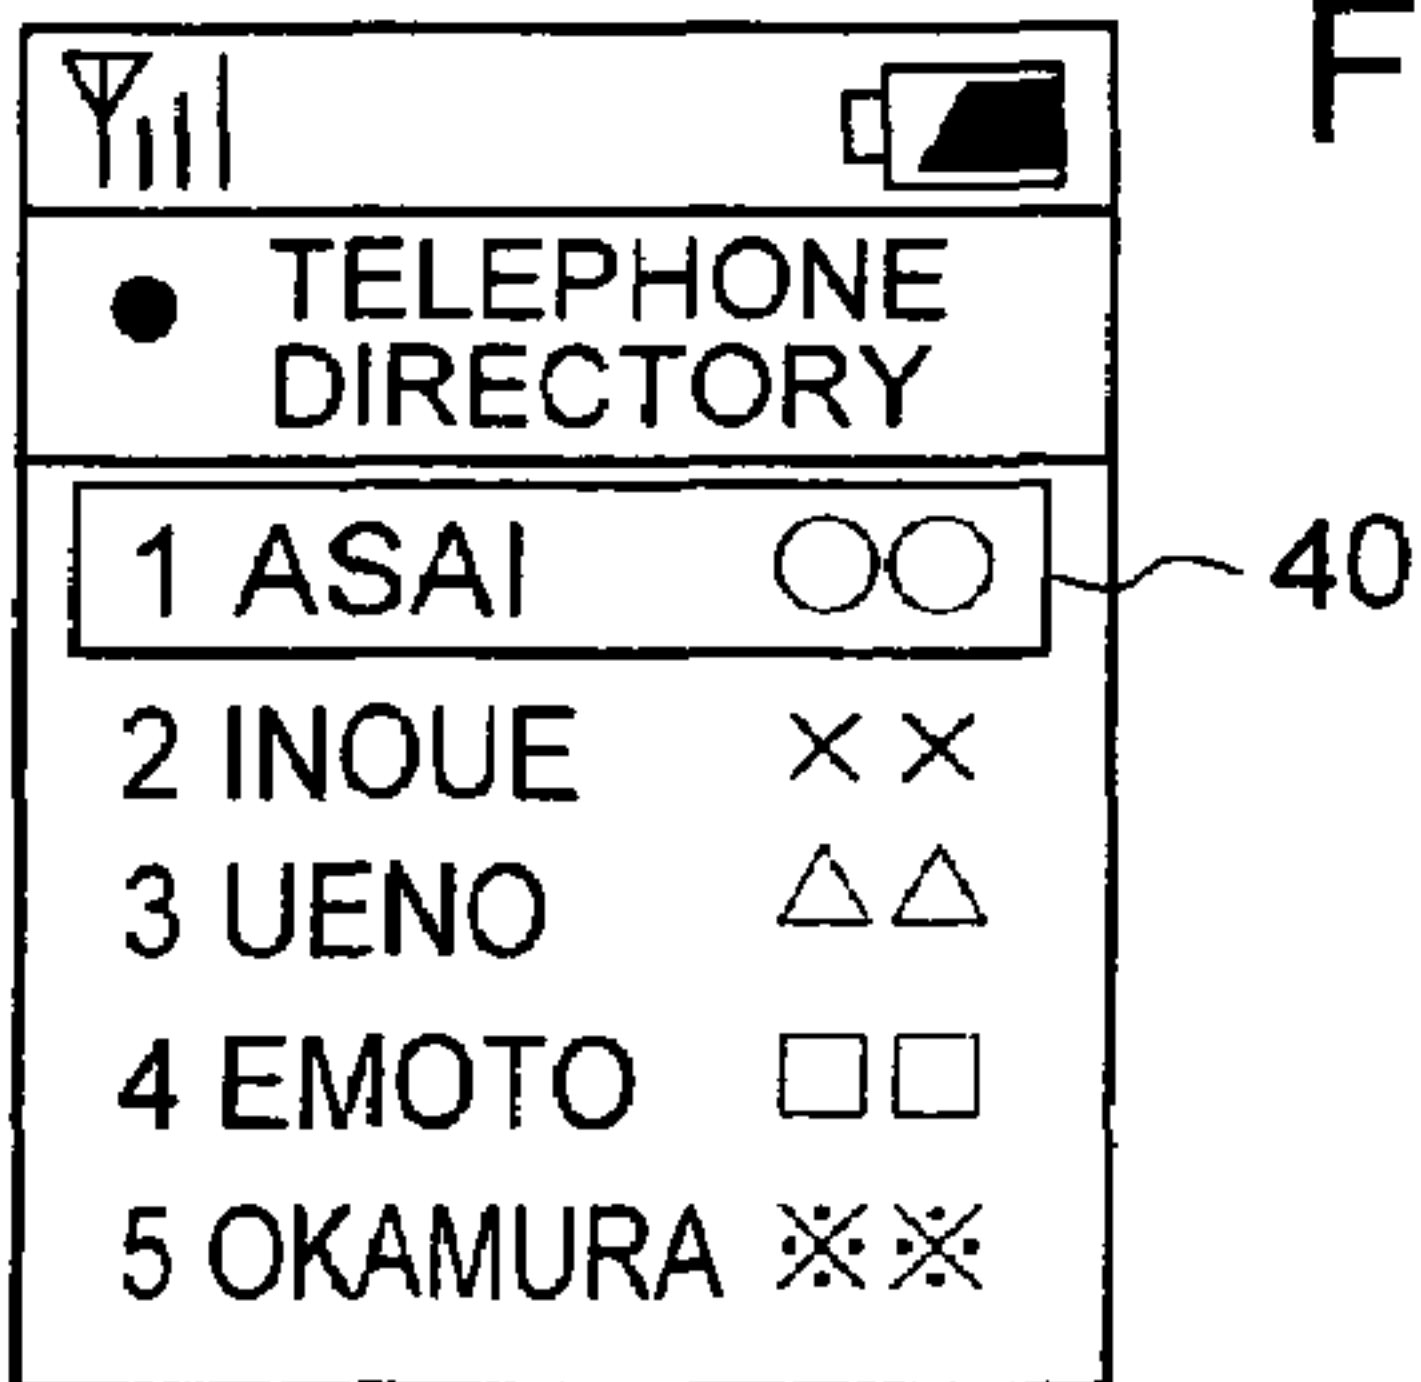 F
TELEPHONE
● DIRECTORY
1 ASAI ○○
40
2 INOUE ××
3 UENO △△
4 EMOTO □□
5 OKAMURA ※※